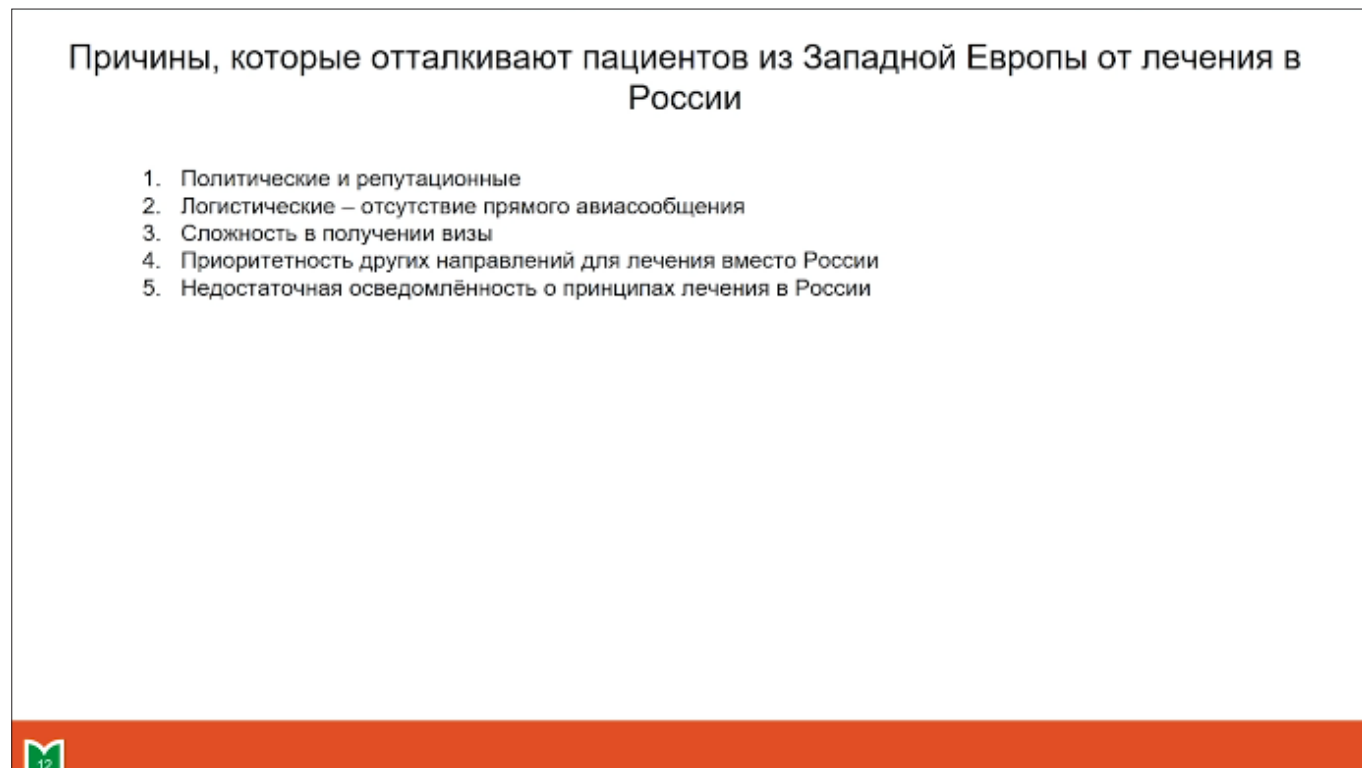 Причины, которые отталкивают пациентов из Западной Европы от лечения в
России
1. Политические и репутационные
2. Логистические – отсутствие прямого авиасообщения
3. Сложность в получении визы
4. Приоритетность других направлений для лечения вместо России
5. Недостаточная осведомлённость о принципах лечения в России
12